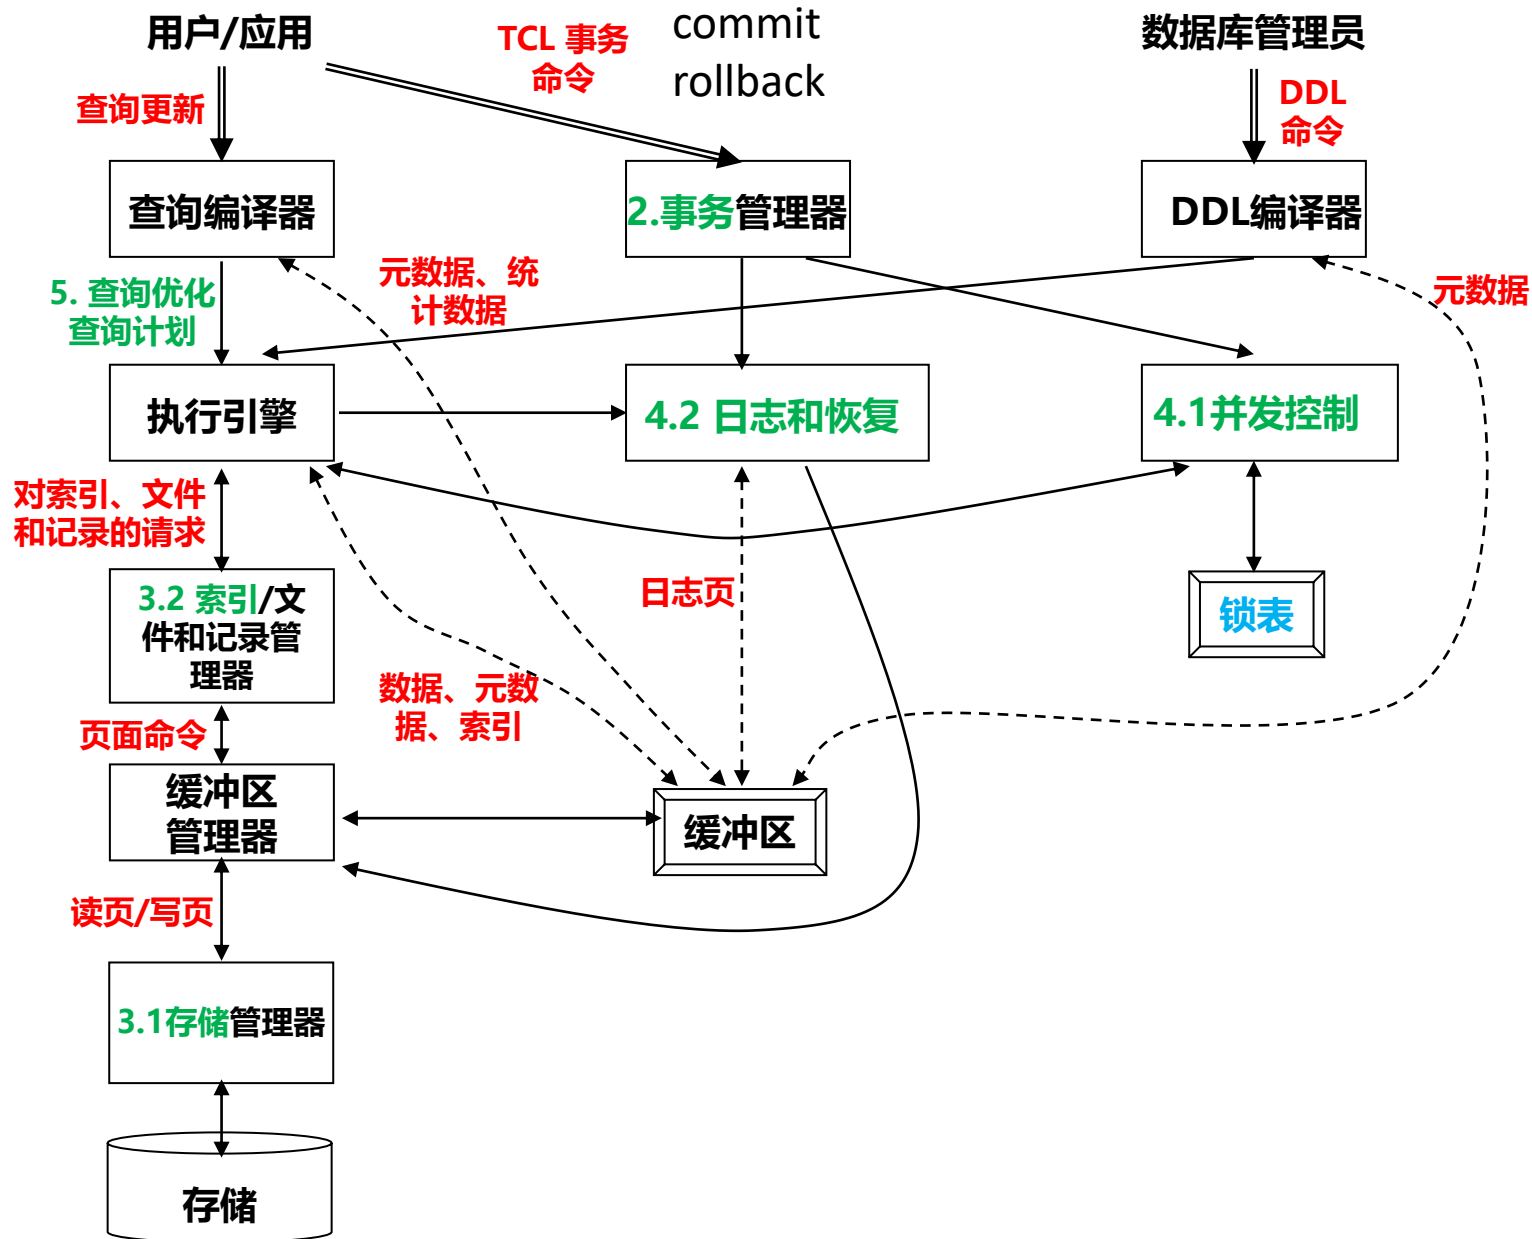 用户/应用
TCL 事务
命令
commit
rollback
数据库管理员
查询更新
DDL
命令
查询编译器
2.事务管理器
DDL编译器
5. 查询优化
查询计划
元数据、统
计数据
元数据
执行引擎
4.2 日志和恢复
4.1并发控制
对索引、文件
和记录的请求
3.2 索引/文
件和记录管
理器
日志页
锁表
数据、元数
据、索引
页面命令
缓冲区
管理器
缓冲区
读页/写页
3.1存储管理器
存储